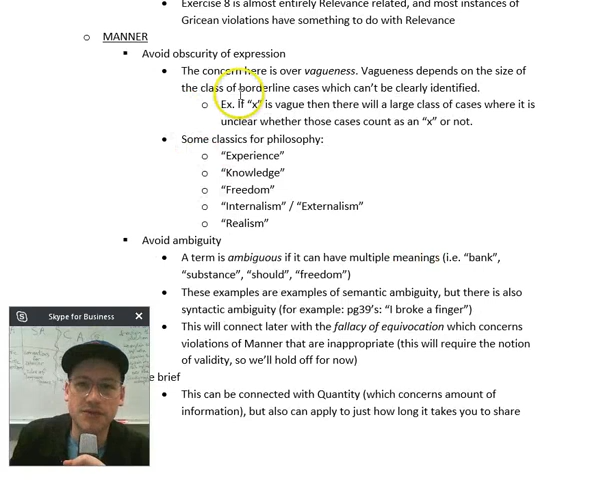 Exercise 8 is almost entirely Relevance related, and most instances of
Gricean violations have something to do with Relevance
o MANNER
▪ Avoid obscurity of expression
• The concern here is over vagueness. Vagueness depends on the size of
the class of borderline cases which can't be clearly identified.
o Ex. If "x" is vague then there will a large class of cases where it is
unclear whether those cases count as an "x" or not.
• Some classics for philosophy:
o "Experience"
o "Knowledge"
o "Freedom"
o "Internalism" / "Externalism"
o "Realism"
▪ Avoid ambiguity
• A term is ambiguous if it can have multiple meanings (i.e. "bank",
"substance", "should", "freedom")
• These examples are examples of semantic ambiguity, but there is also
syntactic ambiguity (for example: pg39's: "I broke a finger")
• This will connect later with the fallacy of equivocation which concerns
violations of Manner that are inappropriate (this will require the notion
of validity, so we'll hold off for now)
e brief
• This can be connected with Quantity (which concerns amount of
information), but also can apply to just how long it takes you to share
Skype for Business
SA
CA